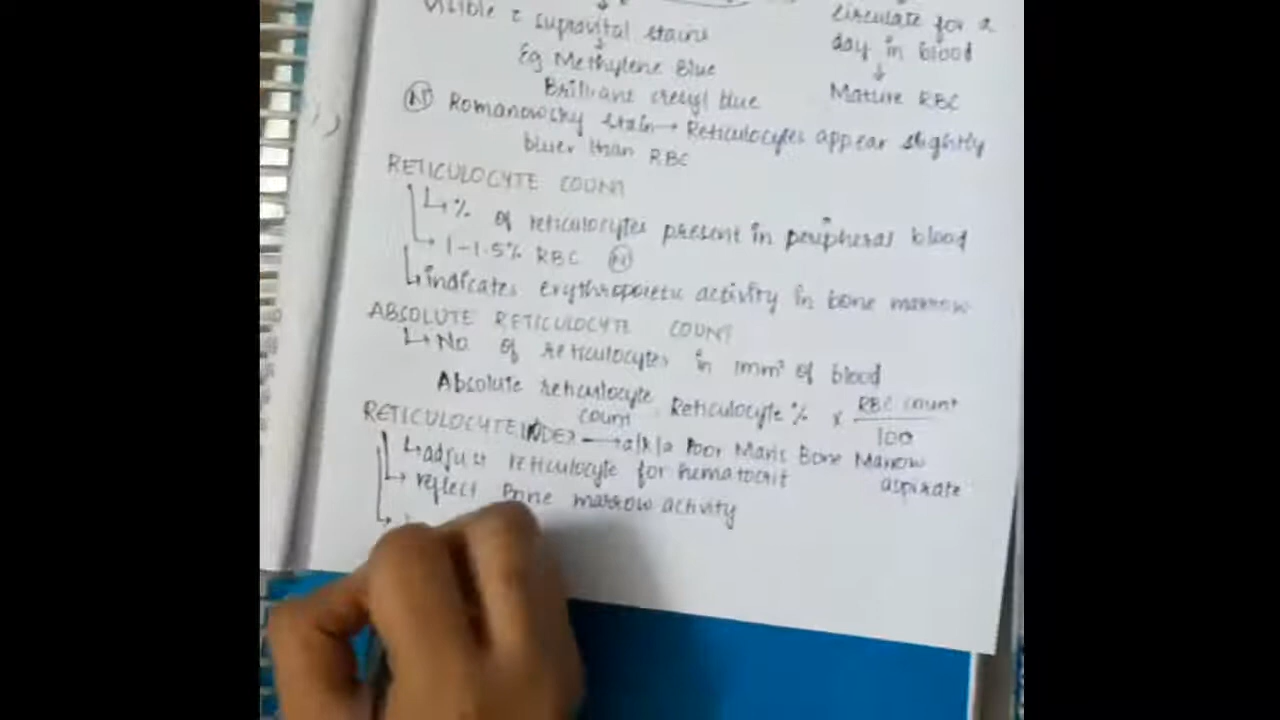 Visible c supravital stains
Eg Methylene Blue
Brilliant cresyl blue
circulate for a
day in blood
Mature RBC
(N) Romanowsky stain → Reticulocytes appear slightly
bluer than RBC
RETICULOCYTE COUNT
% of reticulocytes present in peripheral blood
1-1.5% RBC (N)
indicates erythropoietic activity in bone marrow
ABSOLUTE RETICULOCYTE COUNT
No of reticulocytes in 1mm³ of blood
Absolute reticulocyte count Reticulocyte % x RBC count
100
RETICULOCYTE INDEX → a/k/a Poor Mans Bone Marrow aspirate
adjust reticulocyte for hematocrit
reflect Bone marrow activity